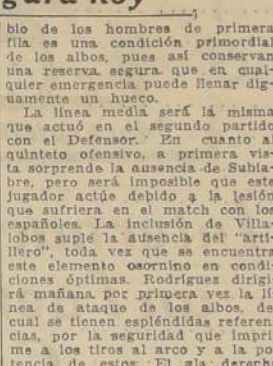 gura hoy
bio de los hombres de primera
fila es una condición primordial
de los albos, pues así conservan
una reserva segura, que en cual-
quier emergencia puede llenar dig-
namente un hueco.
La línea media será la misma
que actuó en el segundo partido
con el Defensor. En cuanto al
quinteto ofensivo, a primera vis-
ta sorprende la ausencia de Subia-
bre, pero será imposible que este
jugador actúe debido a la lesión
que sufriera en el match con los
españoles. La inclusión de Villa-
lobos suple la ausencia del "arti-
llero", toda vez que se encuentra
este elemento osornino en condi-
ciones óptimas. Rodríguez dirigi-
rá mañana por primera vez la lí-
nea de ataque de los albos, de
cual se tienen espléndidas referen-
cias, por la seguridad que impri-
me a los tiros al arco y a la po-
tencia de estos. El ala derecha